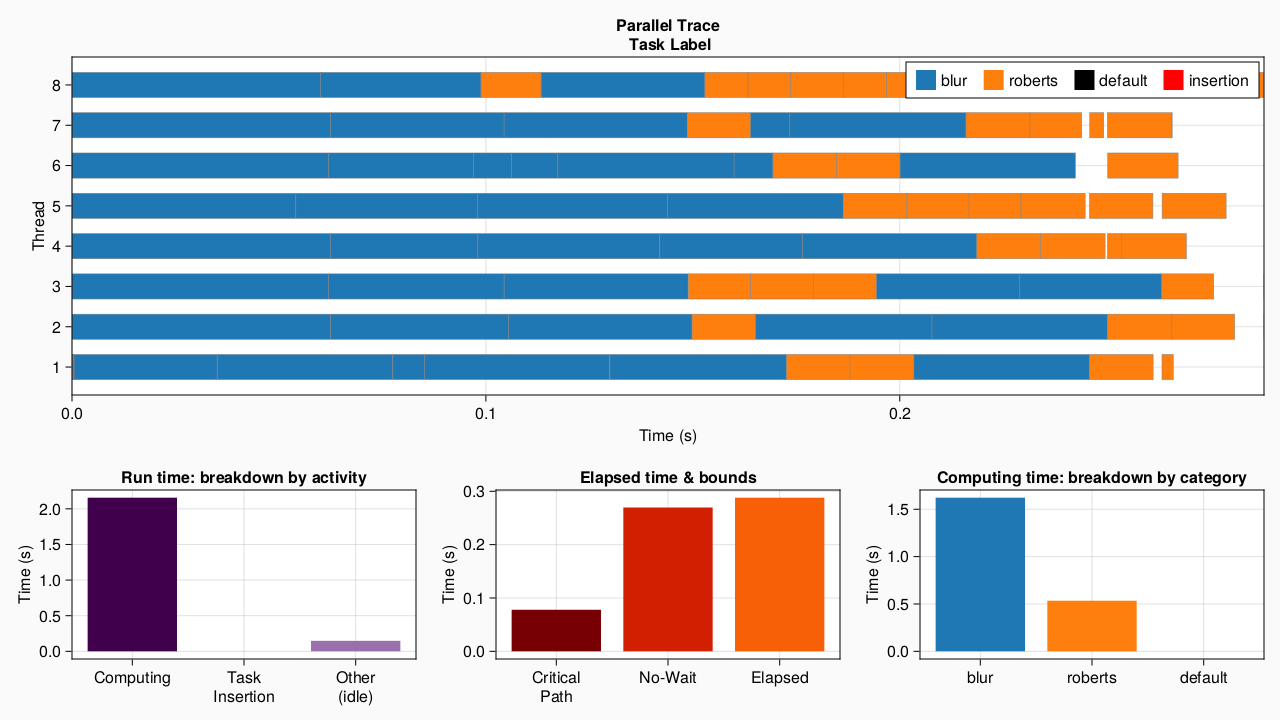 Parallel Trace
Task Label
blur roberts default insertion
8
7
6
5
4
3
2
1
Thread
0.0 0.1 0.2
Time (s)
Run time: breakdown by activity
2.0
1.5
1.0
0.5
0.0
Time (s)
Computing Task Insertion Other (idle)
Elapsed time & bounds
0.3
0.2
0.1
0.0
Time (s)
Critical Path No-Wait Elapsed
Computing time: breakdown by category
1.5
1.0
0.5
0.0
Time (s)
blur roberts default